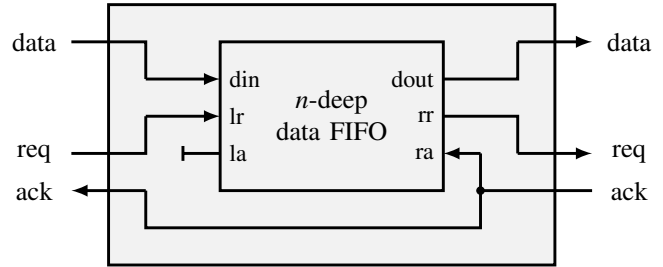 data
data
din
dout
n-deep
data FIFO
lr
rr
req
la
ra
req
ack
ack